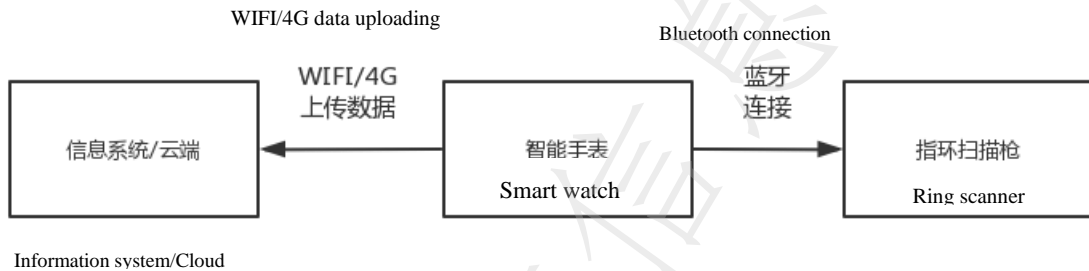 WIFI/4G data uploading
Bluetooth connection
WIFI/4G
上传数据
蓝牙
连接
信息系统/云端
智能手表
指环扫描枪
Smart watch
Ring scanner
Information system/Cloud